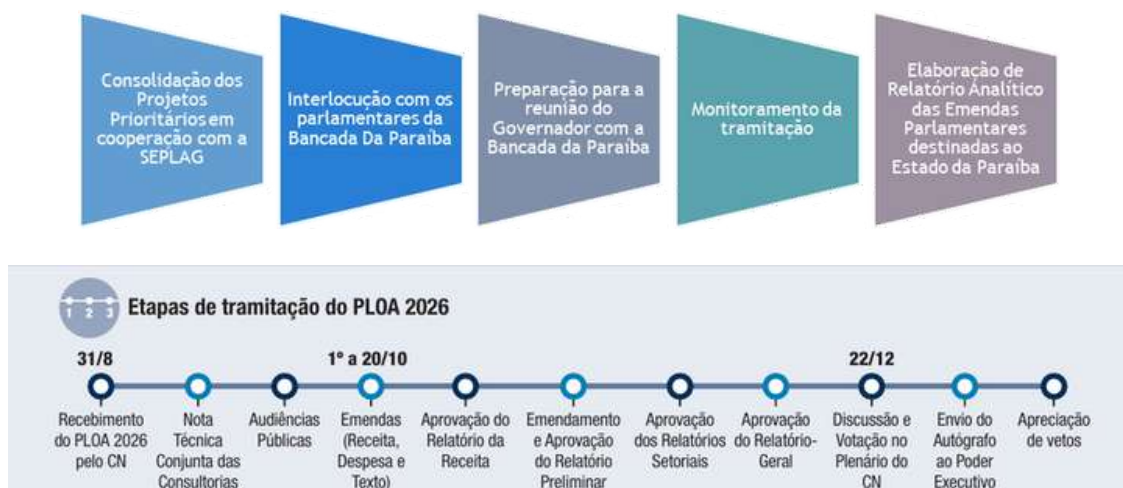 Consolidação dos
Projetos
Prioritários em
cooperação com a
SEPLAG
Interlocução com os
parlamentares da
Bancada Da Paraíba
Preparação para a
reunião do
Governador com a
Bancada da Paraíba
Monitoramento da
tramitação
Elaboração de
Relatório Analítico
das Emendas
Parlamentares
destinadas ao
Estado da Paraíba
1 2 3
Etapas de tramitação do PLOA 2026
31/8
Recebimento
do PLOA 2026
pelo CN
Nota
Técnica
Conjunta das
Consultorias
Audiências
Públicas
1º a 20/10
Emendas
(Receita,
Despesa e
Texto)
Aprovação do
Relatório da
Receita
Emendamento
e Aprovação
do Relatório
Preliminar
Aprovação
dos Relatórios
Setoriais
Aprovação
do Relatório-
Geral
22/12
Discussão e
Votação no
Plenário do
CN
Envio do
Autógrafo
ao Poder
Executivo
Apreciação
de vetos